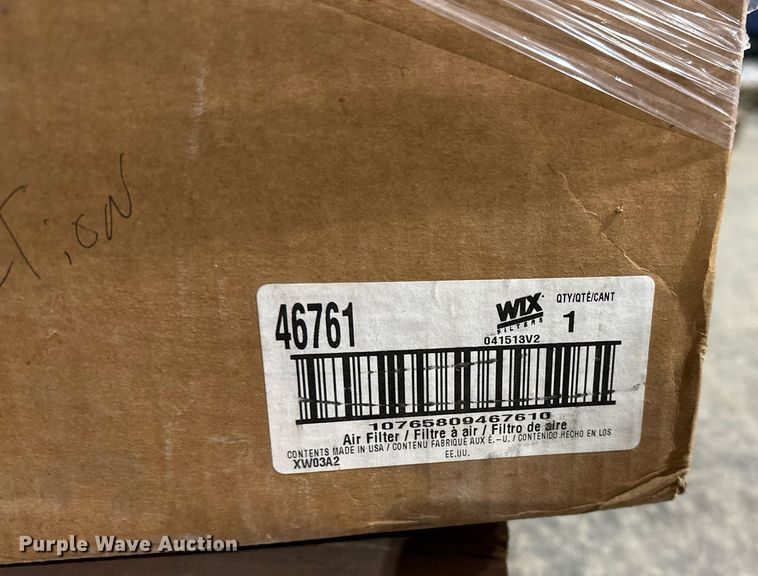 46761
WIX
FILTERS
041513V2
QTY/QTÉ/CANT
1
10765809467610
Air Filter / Filtre à air / Filtro de aire
CONTENTS MADE IN USA / CONTENU FABRIQUÉ AUX É.-U. / CONTENIDO HECHO EN LOS
EE.UU.
XW03A2
Purple Wave Auction